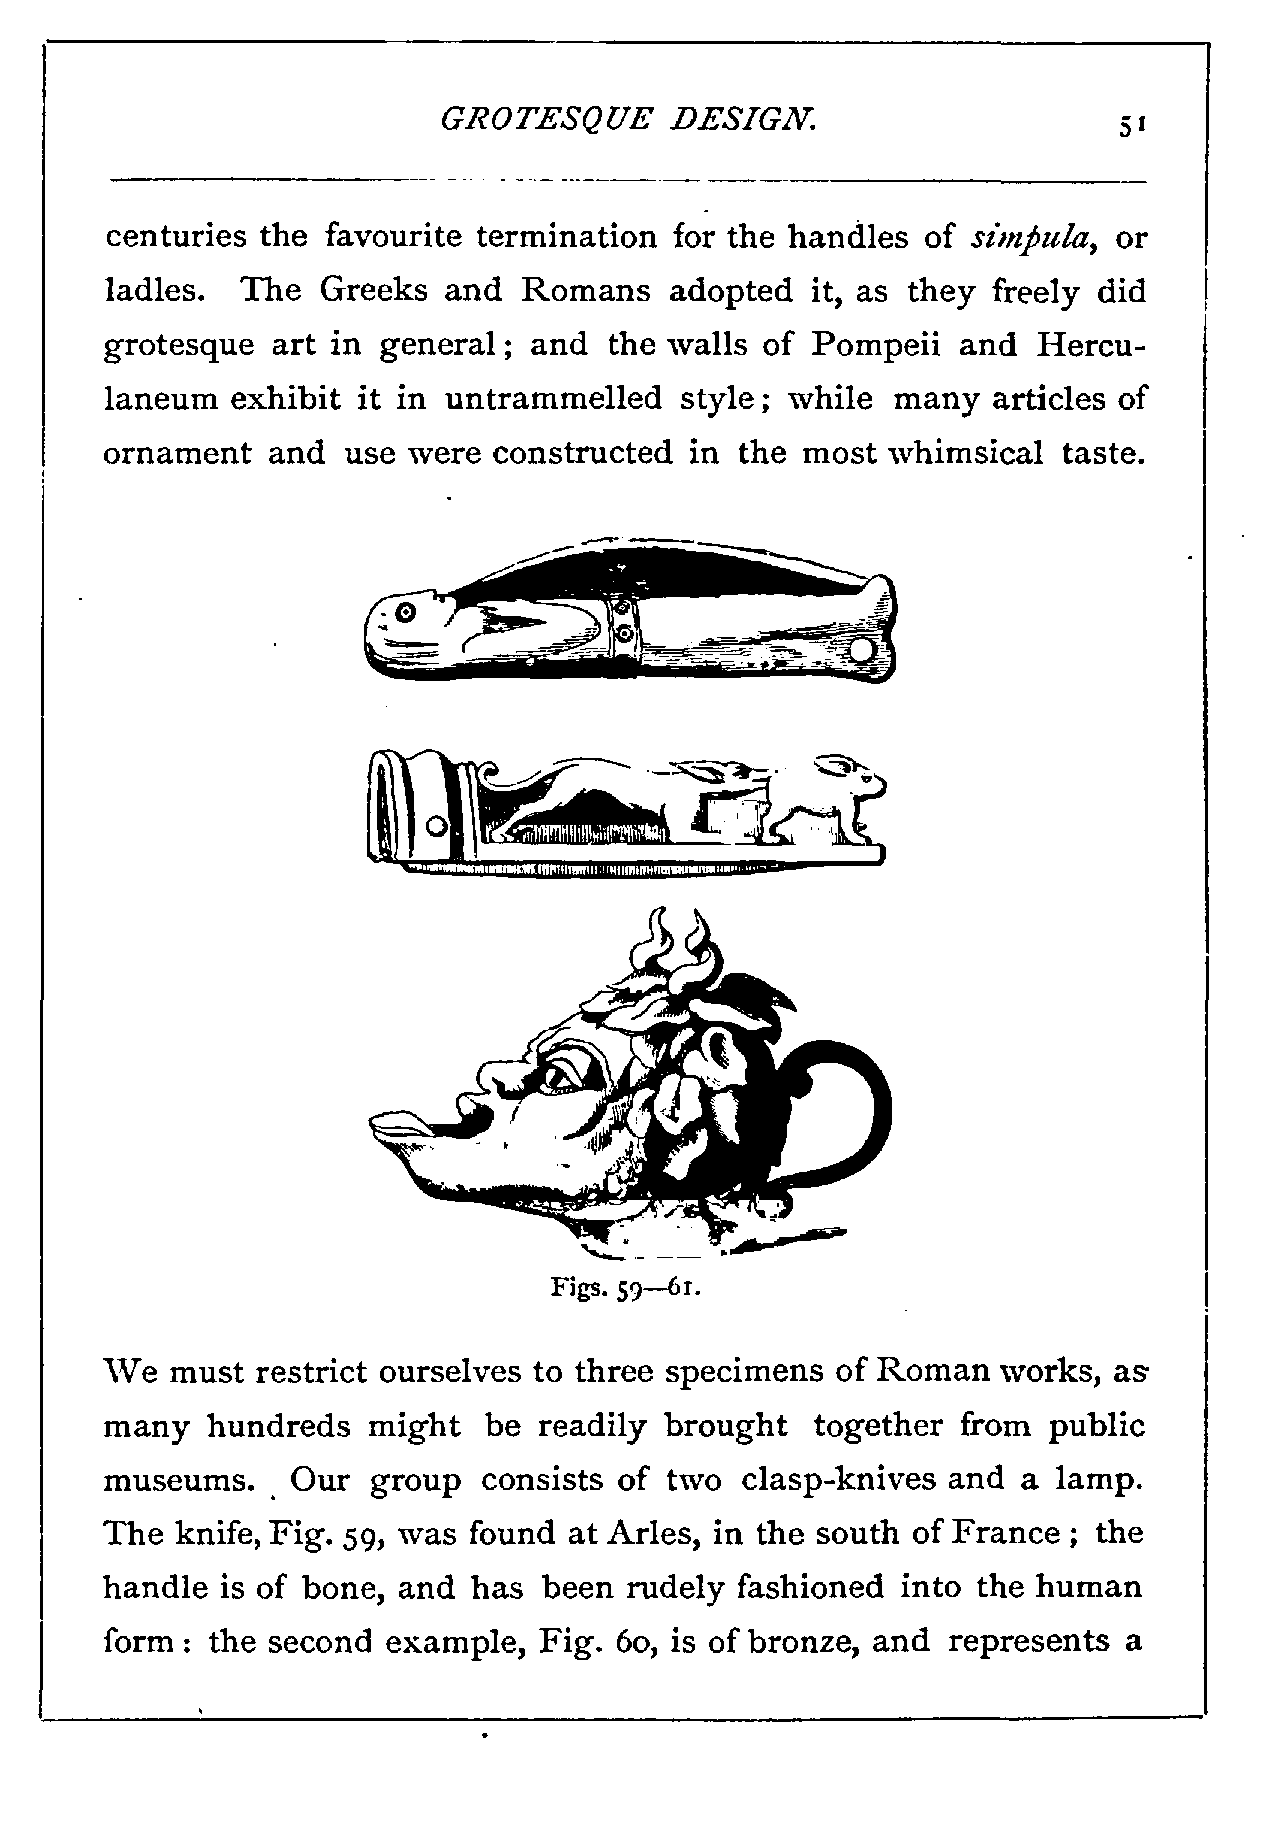 GROTESQUE DESIGN. 51
centuries the favourite termination for the handles of simpula, or
ladles. The Greeks and Romans adopted it, as they freely did
grotesque art in general; and the walls of Pompeii and Hercu-
laneum exhibit it in untrammelled style; while many articles of
ornament and use were constructed in the most whimsical taste.
Figs. 59—61.
We must restrict ourselves to three specimens of Roman works, as
many hundreds might be readily brought together from public
museums. Our group consists of two clasp-knives and a lamp.
The knife, Fig. 59, was found at Arles, in the south of France; the
handle is of bone, and has been rudely fashioned into the human
form: the second example, Fig. 60, is of bronze, and represents a